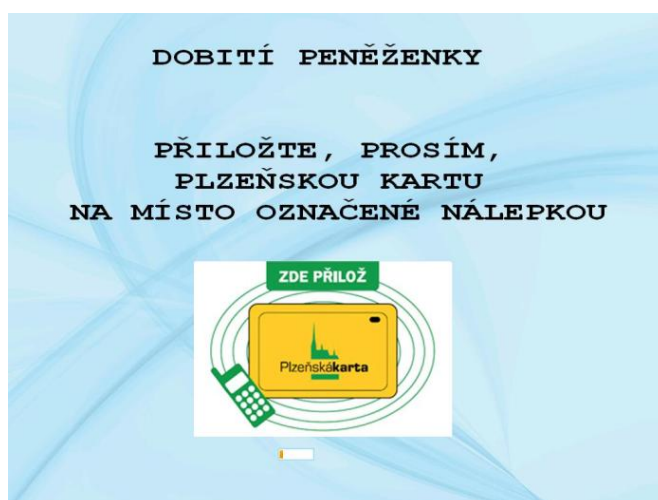 DOBITÍ PENĚŽENKY
PŘILOŽTE, PROSÍM,
PLZEŇSKOU KARTU
NA MÍSTO OZNAČENÉ NÁLEPKOU
ZDE PŘILOŽ
Plzeňskákarta